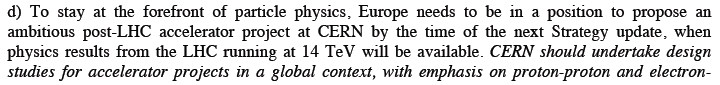 d) To stay at the forefront of particle physics, Europe needs to be in a position to propose an
ambitious post-LHC accelerator project at CERN by the time of the next Strategy update, when
physics results from the LHC running at 14 TeV will be available. CERN should undertake design
studies for accelerator projects in a global context, with emphasis on proton-proton and electron-